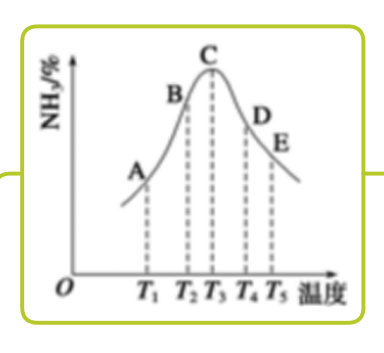 NH₃/%
C
B
D
E
A
O T₁ T₂ T₃ T₄ T₅ 温度